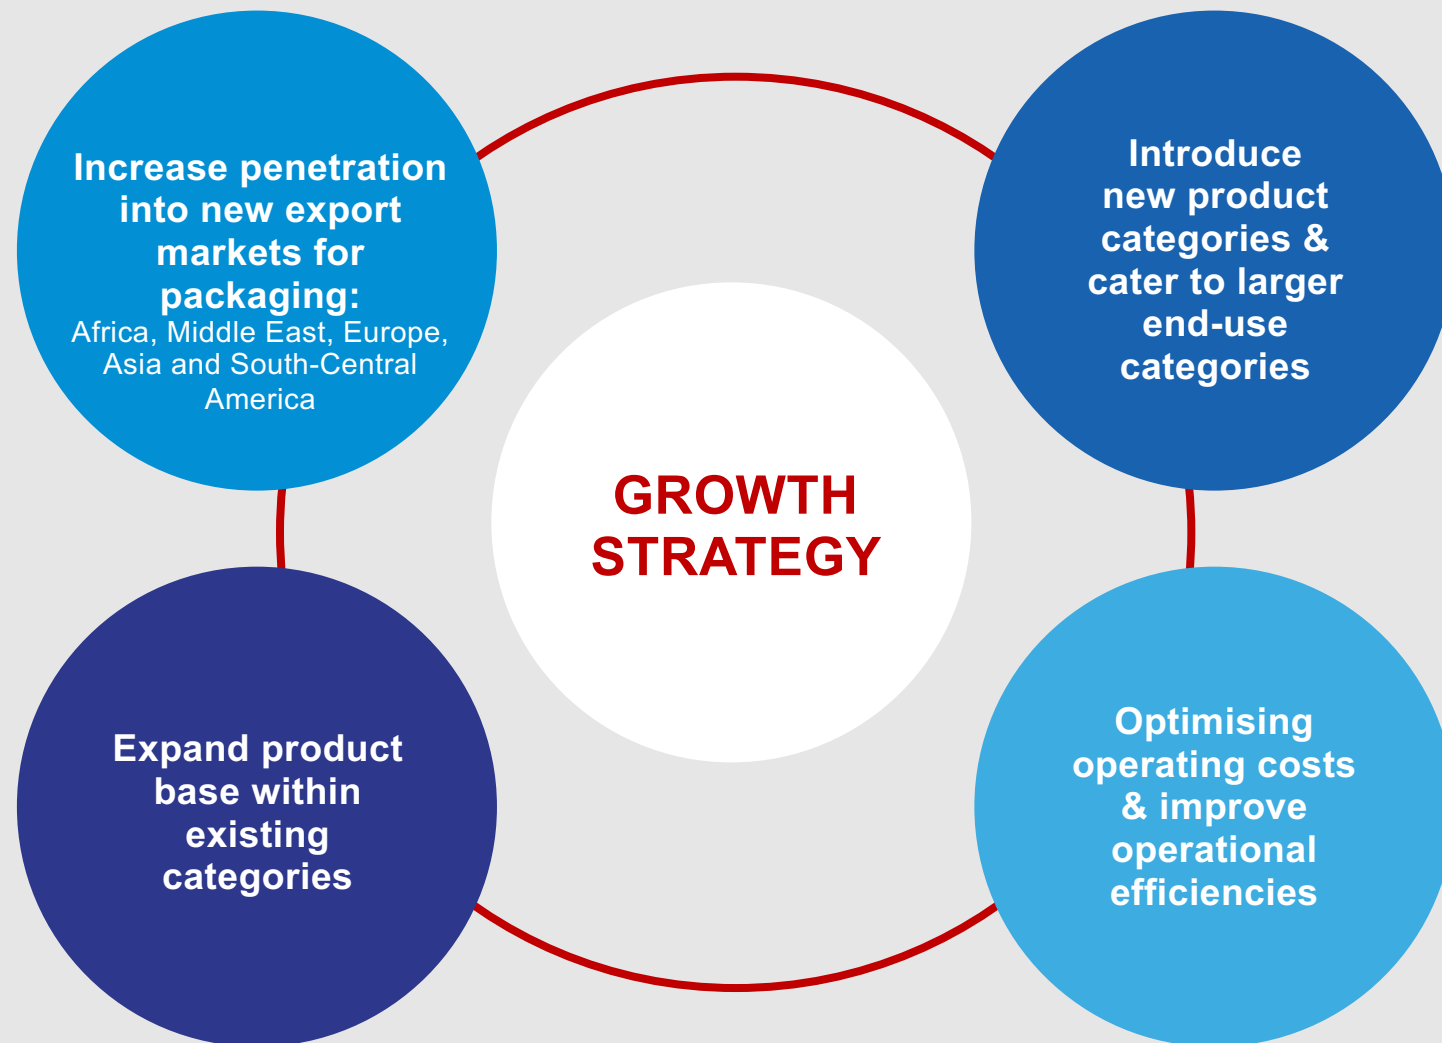 Increase penetration
into new export
markets for
packaging:
Africa, Middle East, Europe,
Asia and South-Central
America
Introduce
new product
categories &
cater to larger
end-use
categories
GROWTH
STRATEGY
Expand product
base within
existing
categories
Optimising
operating costs
& improve
operational
efficiencies